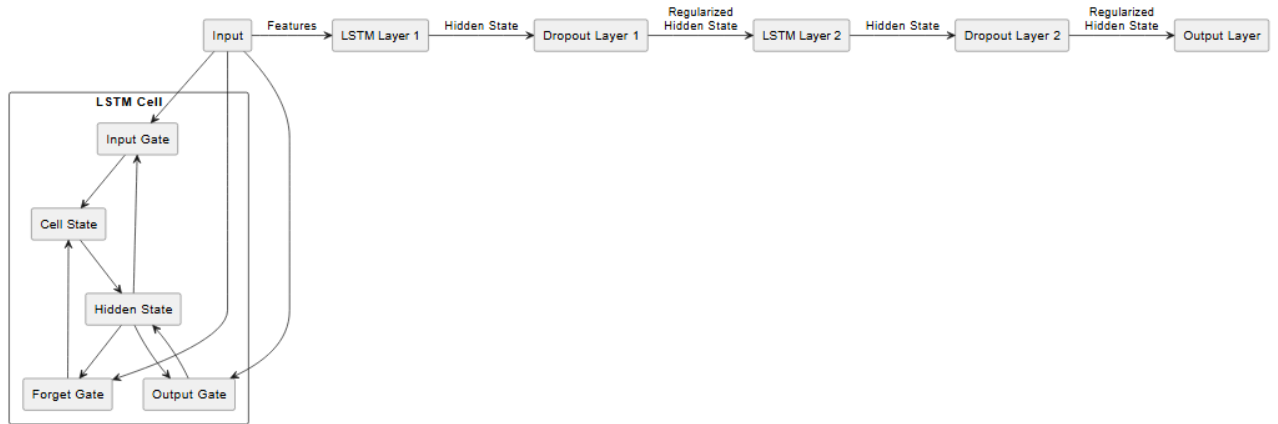 Input
Features
LSTM Layer 1
Hidden State
Dropout Layer 1
Regularized
Hidden State
LSTM Layer 2
Hidden State
Dropout Layer 2
Regularized
Hidden State
Output Layer
LSTM Cell
Input Gate
Cell State
Hidden State
Forget Gate
Output Gate